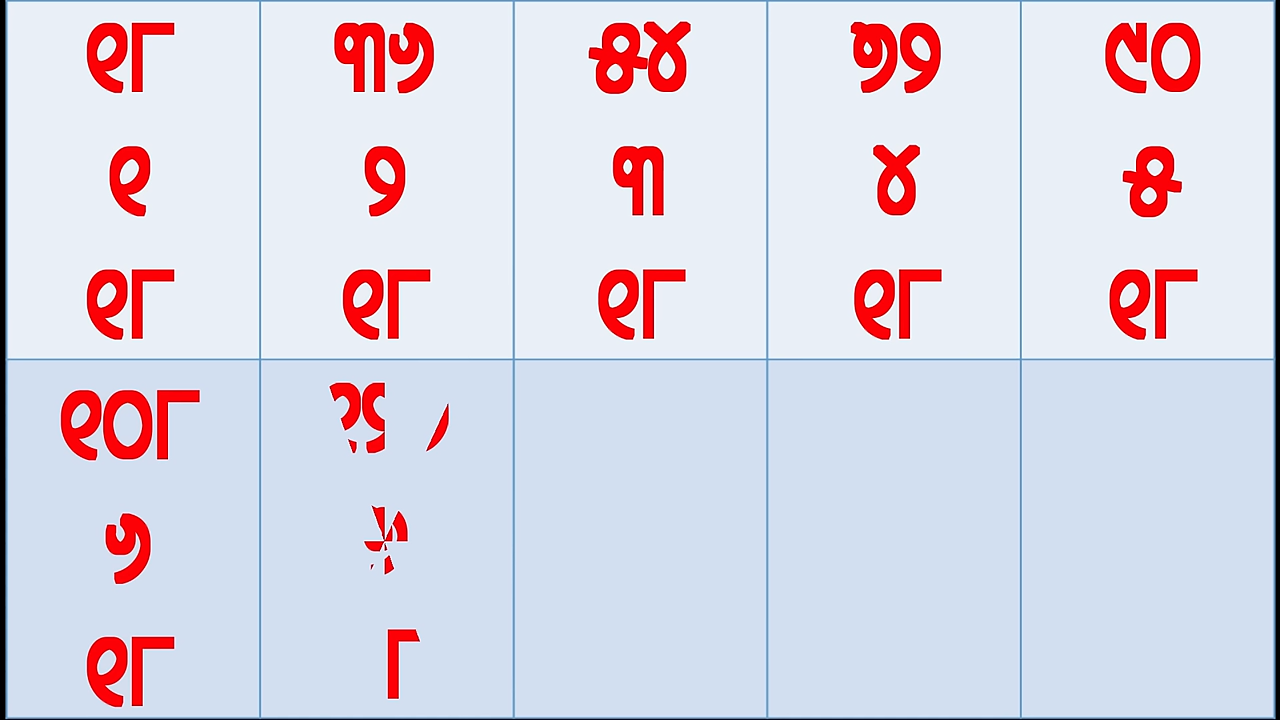 ୧୮ ୩୬ ୫୪ ୭୨ ୯୦
୧ ୨ ୩ ୪ ୫
୧୮ ୧୮ ୧୮ ୧୮ ୧୮
୧୦୮
୬
୧୮